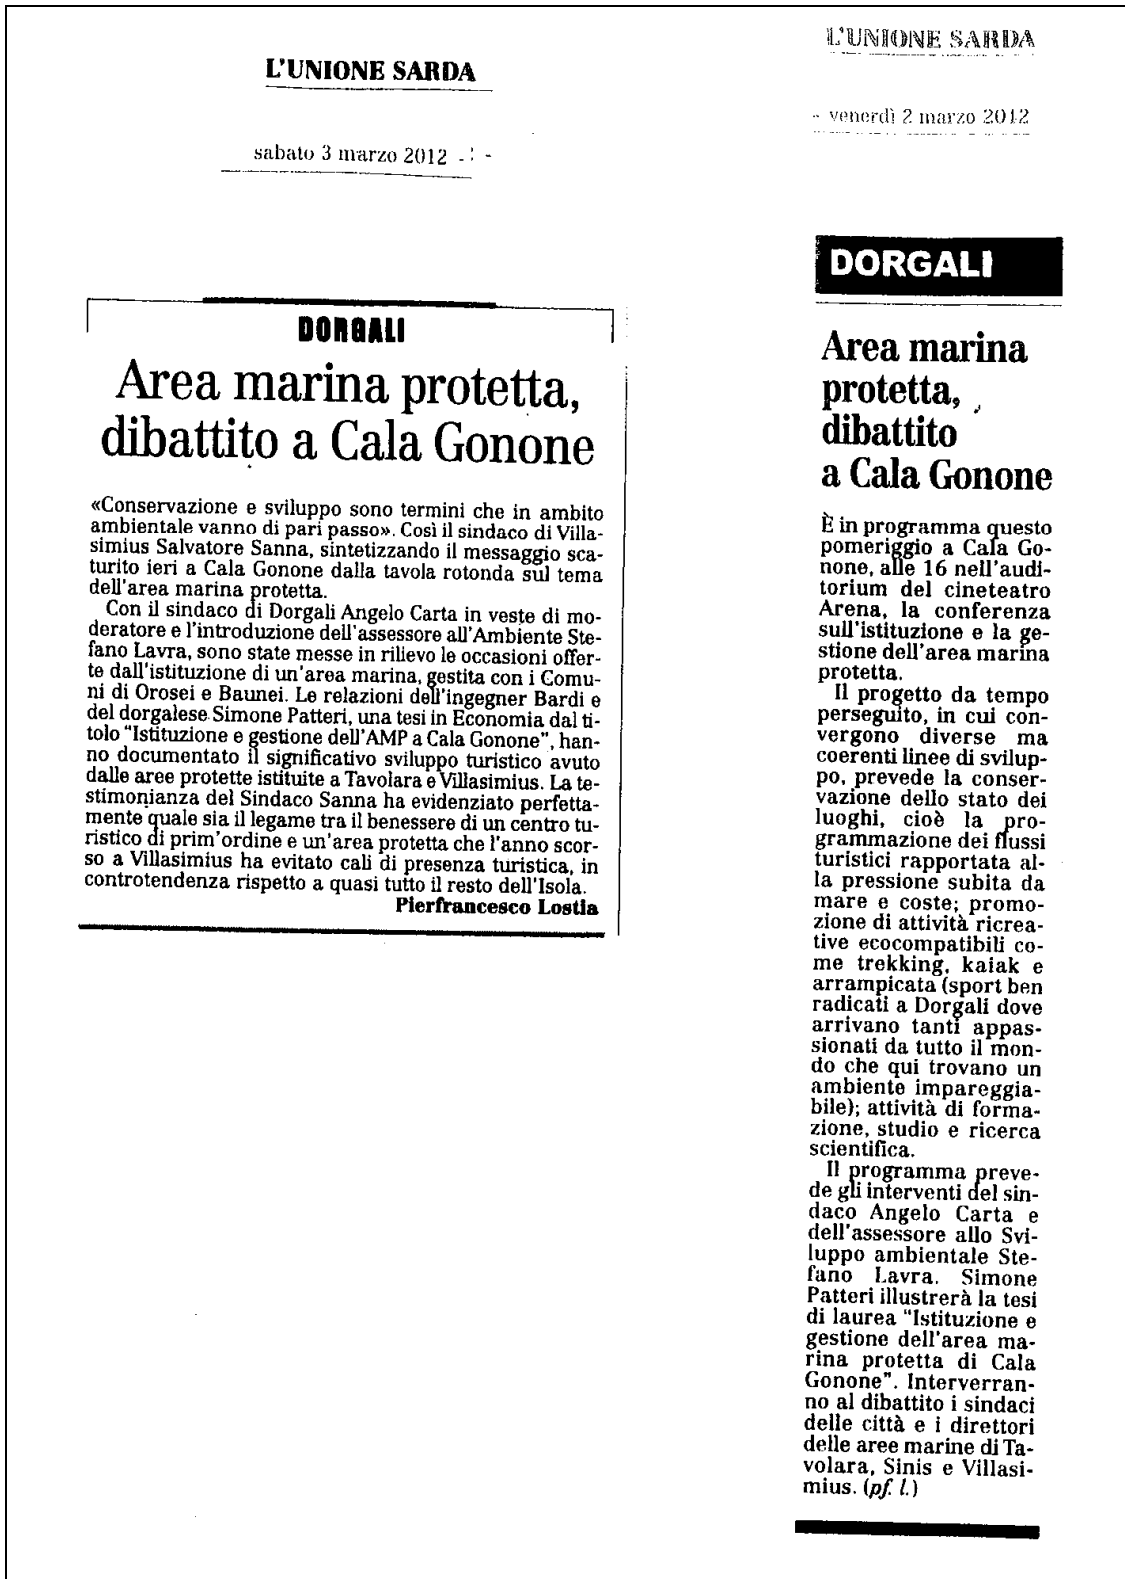 L'UNIONE SARDA
sabato 3 marzo 2012
DORGALI
Area marina protetta,
dibattito a Cala Gonone
«Conservazione e sviluppo sono termini che in ambito
ambientale vanno di pari passo». Così il sindaco di Villa-
simius Salvatore Sanna, sintetizzando il messaggio sca-
turito ieri a Cala Gonone dalla tavola rotonda sul tema
dell'area marina protetta.
Con il sindaco di Dorgali Angelo Carta in veste di mo-
deratore e l'introduzione dell'assessore all'Ambiente Ste-
fano Lavra, sono state messe in rilievo le occasioni offer-
te dall'istituzione di un'area marina, gestita con i Comu-
ni di Orosei e Baunei. Le relazioni dell'ingegner Bardi e
del dorgalese Simone Patteri, una tesi in Economia dal ti-
tolo "Istituzione e gestione dell'AMP a Cala Gonone", han-
no documentato il significativo sviluppo turistico avuto
dalle aree protette istituite a Tavolara e Villasimius. La te-
stimonianza del Sindaco Sanna ha evidenziato perfetta-
mente quale sia il legame tra il benessere di un centro tu-
ristico di prim'ordine e un'area protetta che l'anno scor-
so a Villasimius ha evitato cali di presenza turistica, in
controtendenza rispetto a quasi tutto il resto dell'Isola.
Pierfrancesco Lostia
L'UNIONE SARDA
- venerdì 2 marzo 2012
DORGALI
Area marina
protetta,
dibattito
a Cala Gonone
È in programma questo
pomeriggio a Cala Go-
none, alle 16 nell'audi-
torium del cineteatro
Arena, la conferenza
sull'istituzione e la ge-
stione dell'area marina
protetta.
Il progetto da tempo
perseguito, in cui con-
vergono diverse ma
coerenti linee di svilup-
po, prevede la conser-
vazione dello stato dei
luoghi, cioè la pro-
grammazione dei flussi
turistici rapportata al-
la pressione subita da
mare e coste; promo-
zione di attività ricrea-
tive ecocompatibili co-
me trekking, kaiak e
arrampicata (sport ben
radicati a Dorgali dove
arrivano tanti appas-
sionati da tutto il mon-
do che qui trovano un
ambiente impareggia-
bile); attività di forma-
zione, studio e ricerca
scientifica.
Il programma preve-
de gli interventi del sin-
daco Angelo Carta e
dell'assessore allo Svi-
luppo ambientale Ste-
fano Lavra. Simone
Patteri illustrerà la tesi
di laurea "Istituzione e
gestione dell'area ma-
rina protetta di Cala
Gonone". Interverran-
no al dibattito i sindaci
delle città e i direttori
delle aree marine di Ta-
volara, Sinis e Villasi-
mius. (pf. l.)